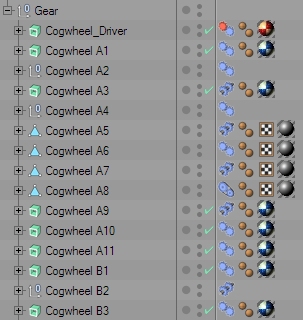 Gear
Cogwheel_Driver
Cogwheel A1
Cogwheel A2
Cogwheel A3
Cogwheel A4
Cogwheel A5
Cogwheel A6
Cogwheel A7
Cogwheel A8
Cogwheel A9
Cogwheel A10
Cogwheel A11
Cogwheel B1
Cogwheel B2
Cogwheel B3